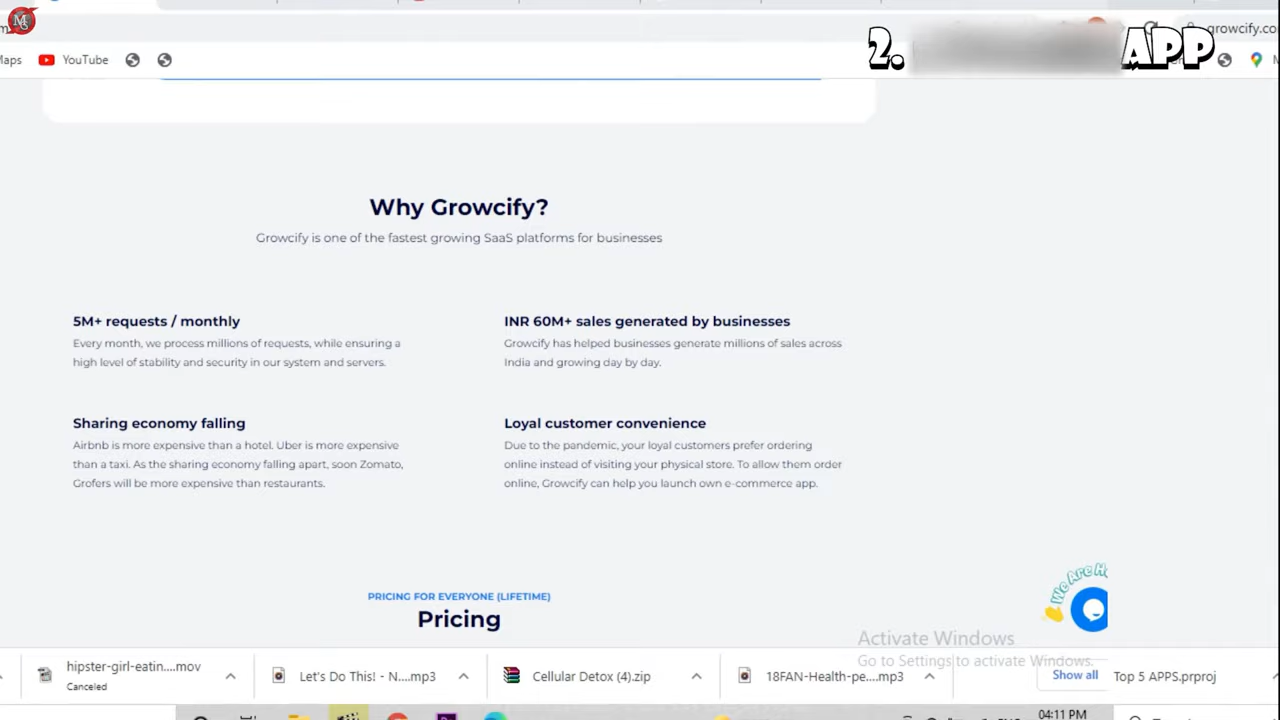 MG
2. APP
growcify.co
Maps YouTube
Why Growcify?
Growcify is one of the fastest growing SaaS platforms for businesses
5M+ requests / monthly
Every month, we process millions of requests, while ensuring a
high level of stability and security in our system and servers.
INR 60M+ sales generated by businesses
Growcify has helped businesses generate millions of sales across
India and growing day by day.
Sharing economy falling
Airbnb is more expensive than a hotel. Uber is more expensive
than a taxi. As the sharing economy falling apart, soon Zomato,
Grofers will be more expensive than restaurants.
Loyal customer convenience
Due to the pandemic, your loyal customers prefer ordering
online instead of visiting your physical store. To allow them order
online, Growcify can help you launch own e-commerce app.
PRICING FOR EVERYONE (LIFETIME)
Pricing
We Are He
Activate Windows
Go to Settings to activate Windows.
hipster-girl-eatin....mov
Canceled
Let's Do This! - N....mp3
Cellular Detox (4).zip
18FAN-Health-pe....mp3
Show all
Top 5 APPS.prproj
04:11 PM